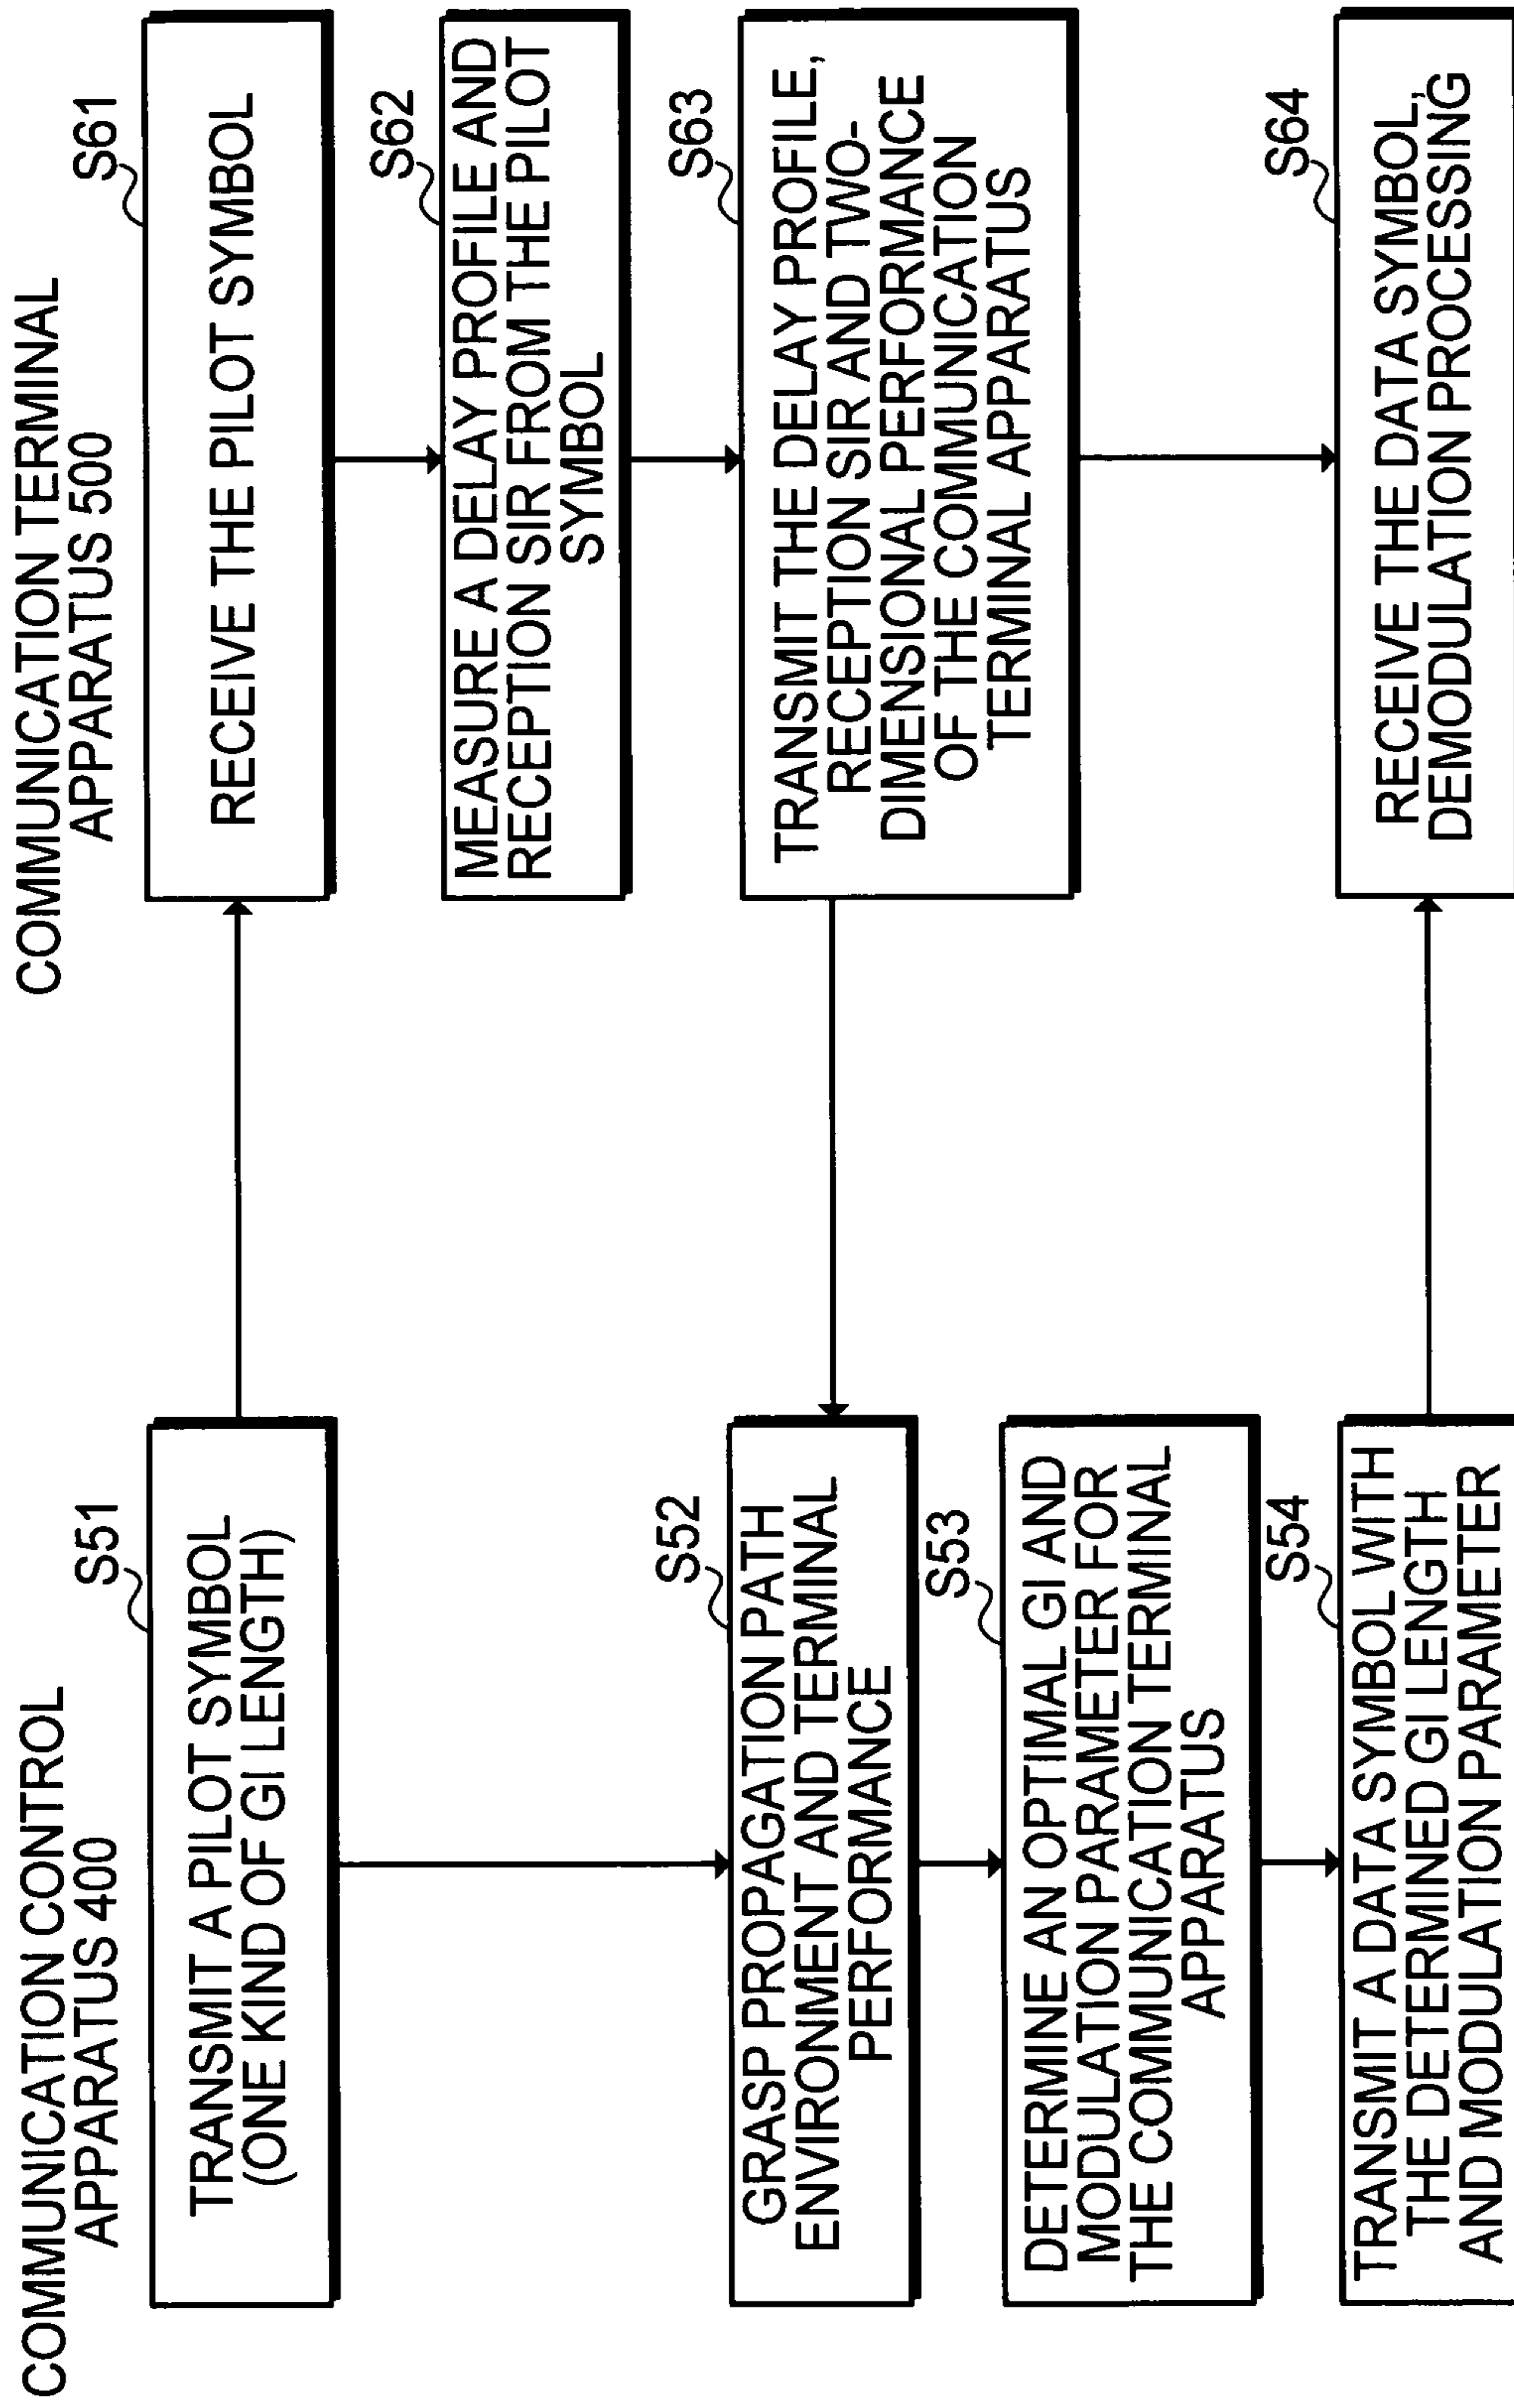 COMMUNICATION CONTROL
APPARATUS 400
S51
TRANSMIT A PILOT SYMBOL
(ONE KIND OF GI LENGTH)
S52
GRASP PROPAGATION PATH
ENVIRONMENT AND TERMINAL
PERFORMANCE
S53
DETERMINE AN OPTIMAL GI AND
MODULATION PARAMETER FOR
THE COMMUNICATION TERMINAL
APPARATUS
S54
TRANSMIT A DATA SYMBOL WITH
THE DETERMINED GI LENGTH
AND MODULATION PARAMETER
COMMUNICATION TERMINAL
APPARATUS 500
S61
RECEIVE THE PILOT SYMBOL
S62
MEASURE A DELAY PROFILE AND
RECEPTION SIR FROM THE PILOT
SYMBOL
S63
TRANSMIT THE DELAY PROFILE,
RECEPTION SIR AND TWO-
DIMENSIONAL PERFORMANCE
OF THE COMMUNICATION
TERMINAL APPARATUS
S64
RECEIVE THE DATA SYMBOL,
DEMODULATION PROCESSING